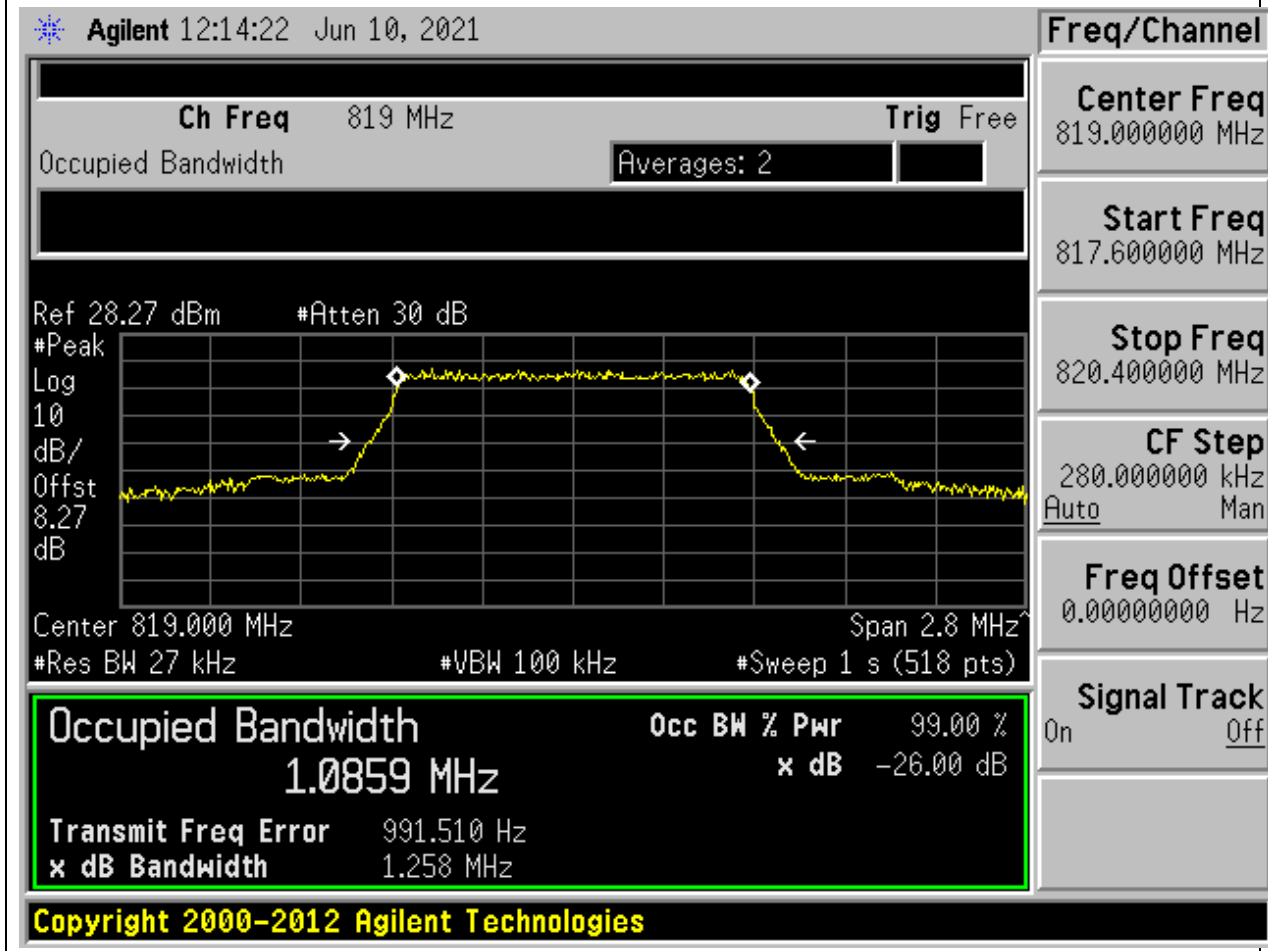 Agilent 12:14:22 Jun 10, 2021
Freq/Channel
Ch Freq 819 MHz Trig Free
Occupied Bandwidth Averages: 2
Ref 28.27 dBm #Atten 30 dB
#Peak
Log
10
dB/
Offst
8.27
dB
Center 819.000 MHz Span 2.8 MHz^
#Res BW 27 kHz #VBW 100 kHz #Sweep 1 s (518 pts)
Occupied Bandwidth Occ BW % Pwr 99.00 %
1.0859 MHz x dB -26.00 dB
Transmit Freq Error 991.510 Hz
x dB Bandwidth 1.258 MHz
Center Freq
819.000000 MHz
Start Freq
817.600000 MHz
Stop Freq
820.400000 MHz
CF Step
280.000000 kHz
Auto Man
Freq Offset
0.00000000 Hz
Signal Track
On Off
Copyright 2000-2012 Agilent Technologies